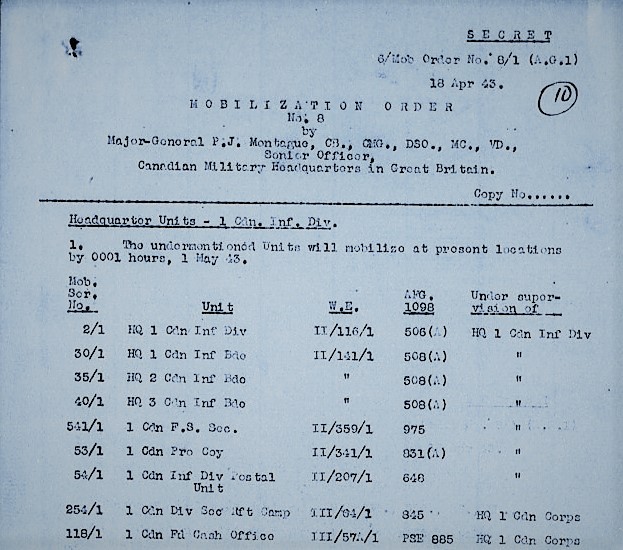 SECRET
6/Mob Order No. 8/1 (A.G.1)
18 Apr 43.
10
MOBILIZATION ORDER
No. 8
by
Major-General P.J. Montague, CB., CMG., DSO., MC., VD.,
Senior Officer,
Canadian Military Headquarters in Great Britain.
Copy No......
Headquarter Units - 1 Cdn. Inf. Div.
1. The undermentioned Units will mobilize at present locations
by 0001 hours, 1 May 43.
Mob. Ser. No. Unit W.E. AFG. 1098 Under supervision of
2/1 HQ 1 Cdn Inf Div II/116/1 506(A) HQ 1 Cdn Inf Div
30/1 HQ 1 Cdn Inf Bde II/141/1 508(A) "
35/1 HQ 2 Cdn Inf Bde " 508(A) "
40/1 HQ 3 Cdn Inf Bde " 508(A) "
541/1 1 Cdn F.S. Sec. II/359/1 975 "
53/1 1 Cdn Pro Coy II/341/1 831(A) "
54/1 1 Cdn Inf Div Postal Unit II/207/1 648 "
254/1 1 Cdn Div Sec Rft Camp III/84/1 845 HQ 1 Cdn Corps
118/1 1 Cdn Fd Cash Office III/57A/1 PSE 885 HQ 1 Cdn Corps